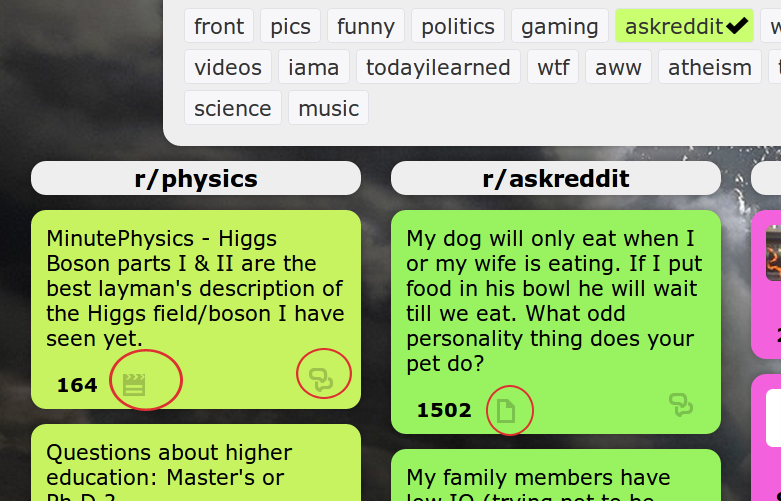 front pics funny politics gaming askreddit
videos iama todayilearned wtf aww atheism
science music
r/physics
MinutePhysics - Higgs
Boson parts I & II are the
best layman's description of
the Higgs field/boson I have
seen yet.
164
Questions about higher
education: Master's or
Ph.D.?
r/askreddit
My dog will only eat when I
or my wife is eating. If I put
food in his bowl he will wait
till we eat. What odd
personality thing does your
pet do?
1502
My family members have
low IQ (trying not to be